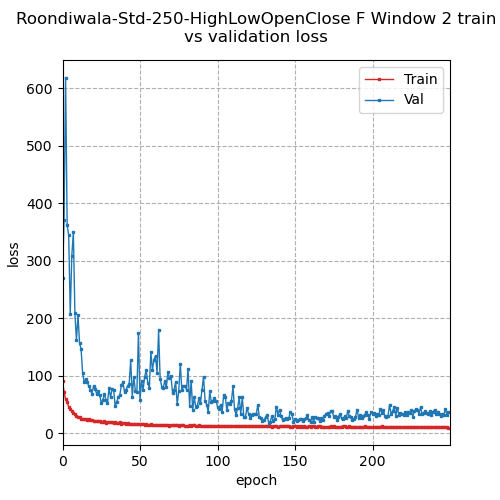 Roondiwala-Std-250-HighLowOpenClose F Window 2 train
vs validation loss
Train
Val
600
500
400
300
200
100
0
loss
0
50
100
150
200
epoch